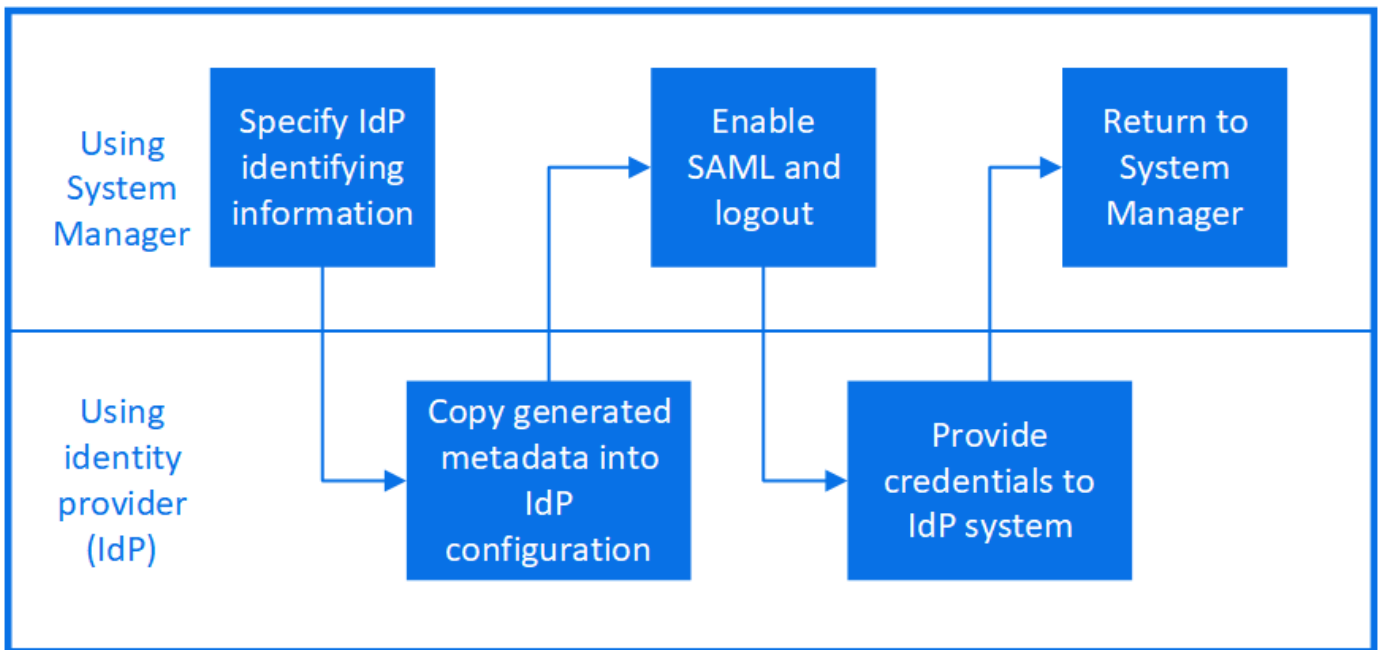 Using
System
Manager
Specify IdP
identifying
information
Enable
SAML and
logout
Return to
System
Manager
Using
identity
provider
(IdP)
Copy generated
metadata into
IdP
configuration
Provide
credentials to
IdP system